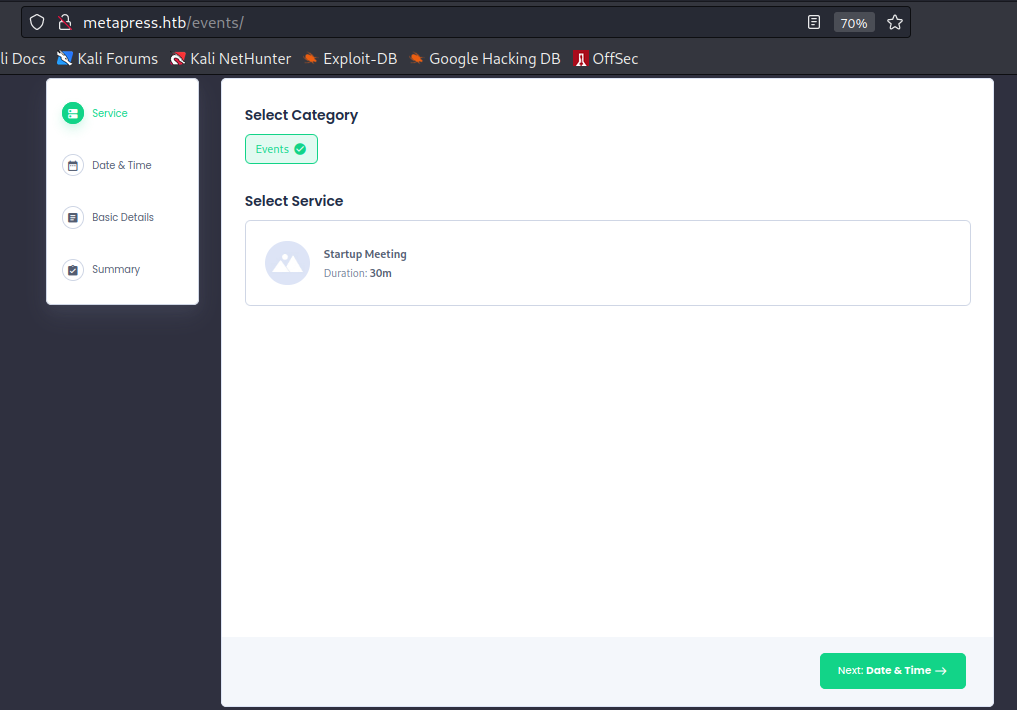 metapress.htb/events/
70%
li Docs Kali Forums Kali NetHunter Exploit-DB Google Hacking DB OffSec
Service
Date & Time
Basic Details
Summary
Select Category
Events
Select Service
Startup Meeting
Duration: 30m
Next: Date & Time →